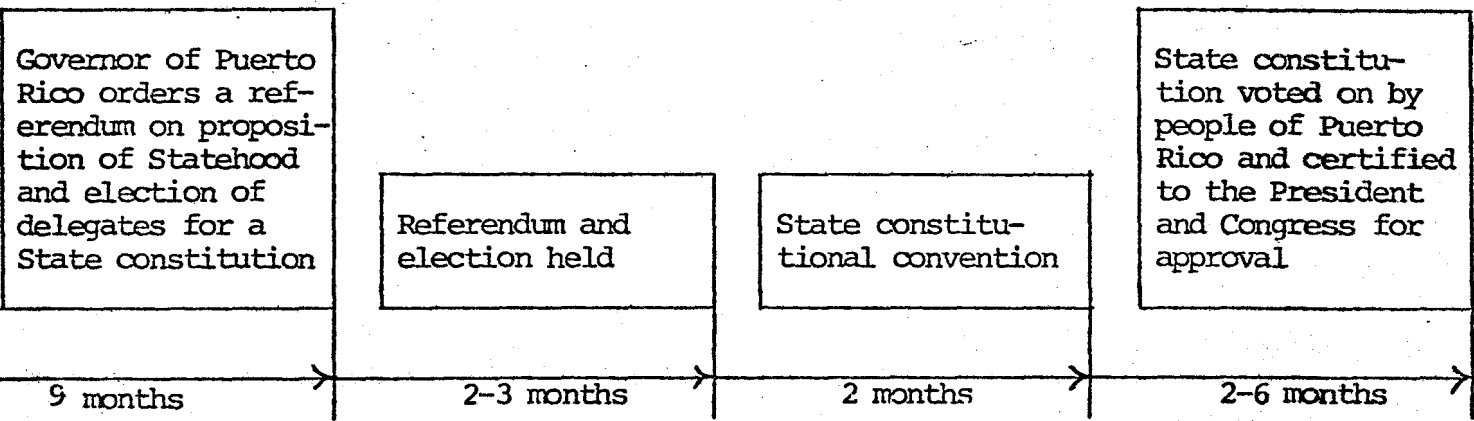 Governor of Puerto
Rico orders a ref-
erendum on proposi-
tion of Statehood
and election of
delegates for a
State constitution
Referendum and
election held
State constitu-
tional convention
State constitu-
tion voted on by
people of Puerto
Rico and certified
to the President
and Congress for
approval
9 months
2-3 months
2 months
2-6 months